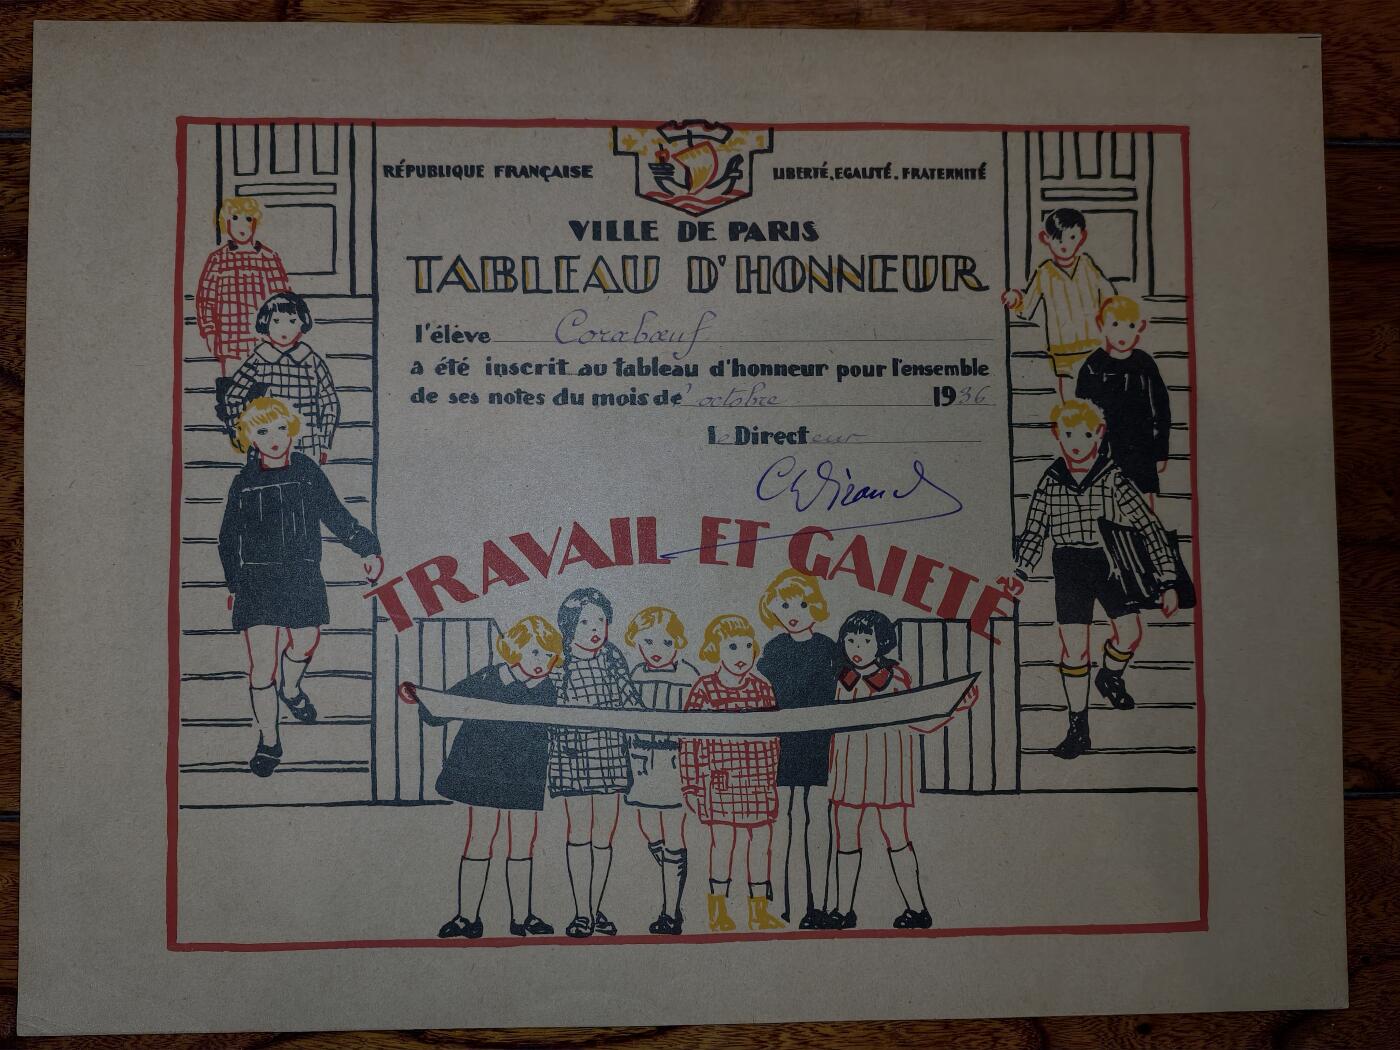 RÉPUBLIQUE FRANÇAISE
LIBERTÉ, EGALITÉ, FRATERNITÉ
VILLE DE PARIS
TABLEAU D'HONNEUR
l'élève Corabœuf
a été inscrit au tableau d'honneur pour l'ensemble
de ses notes du mois d'octobre 1936
Le Directeur
TRAVAIL ET GAIETÉ